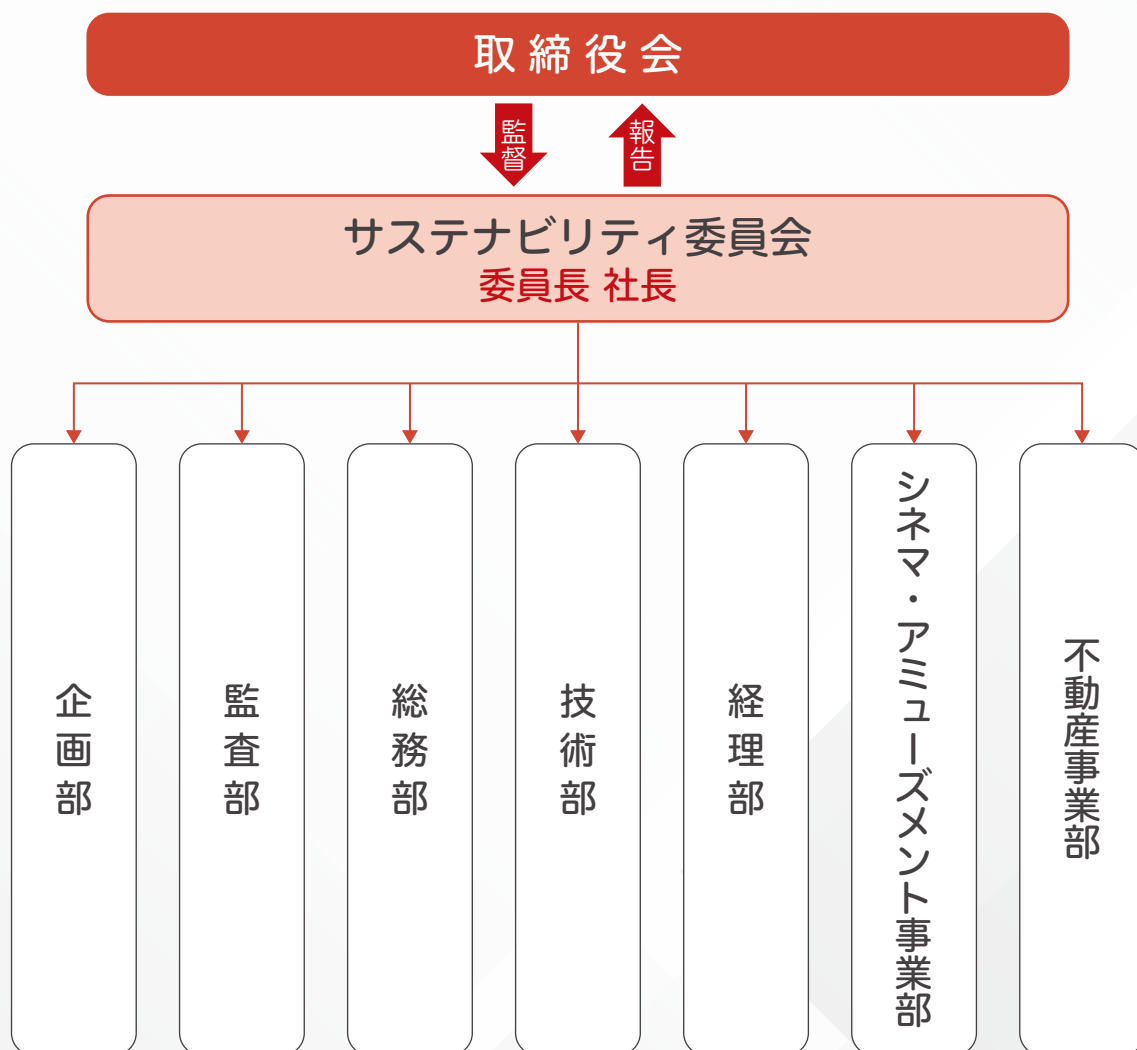 取締役会
監督
報告
サステナビリティ委員会
委員長 社長
企画部
監査部
総務部
技術部
経理部
シネマ・アミューズメント事業部
不動産事業部